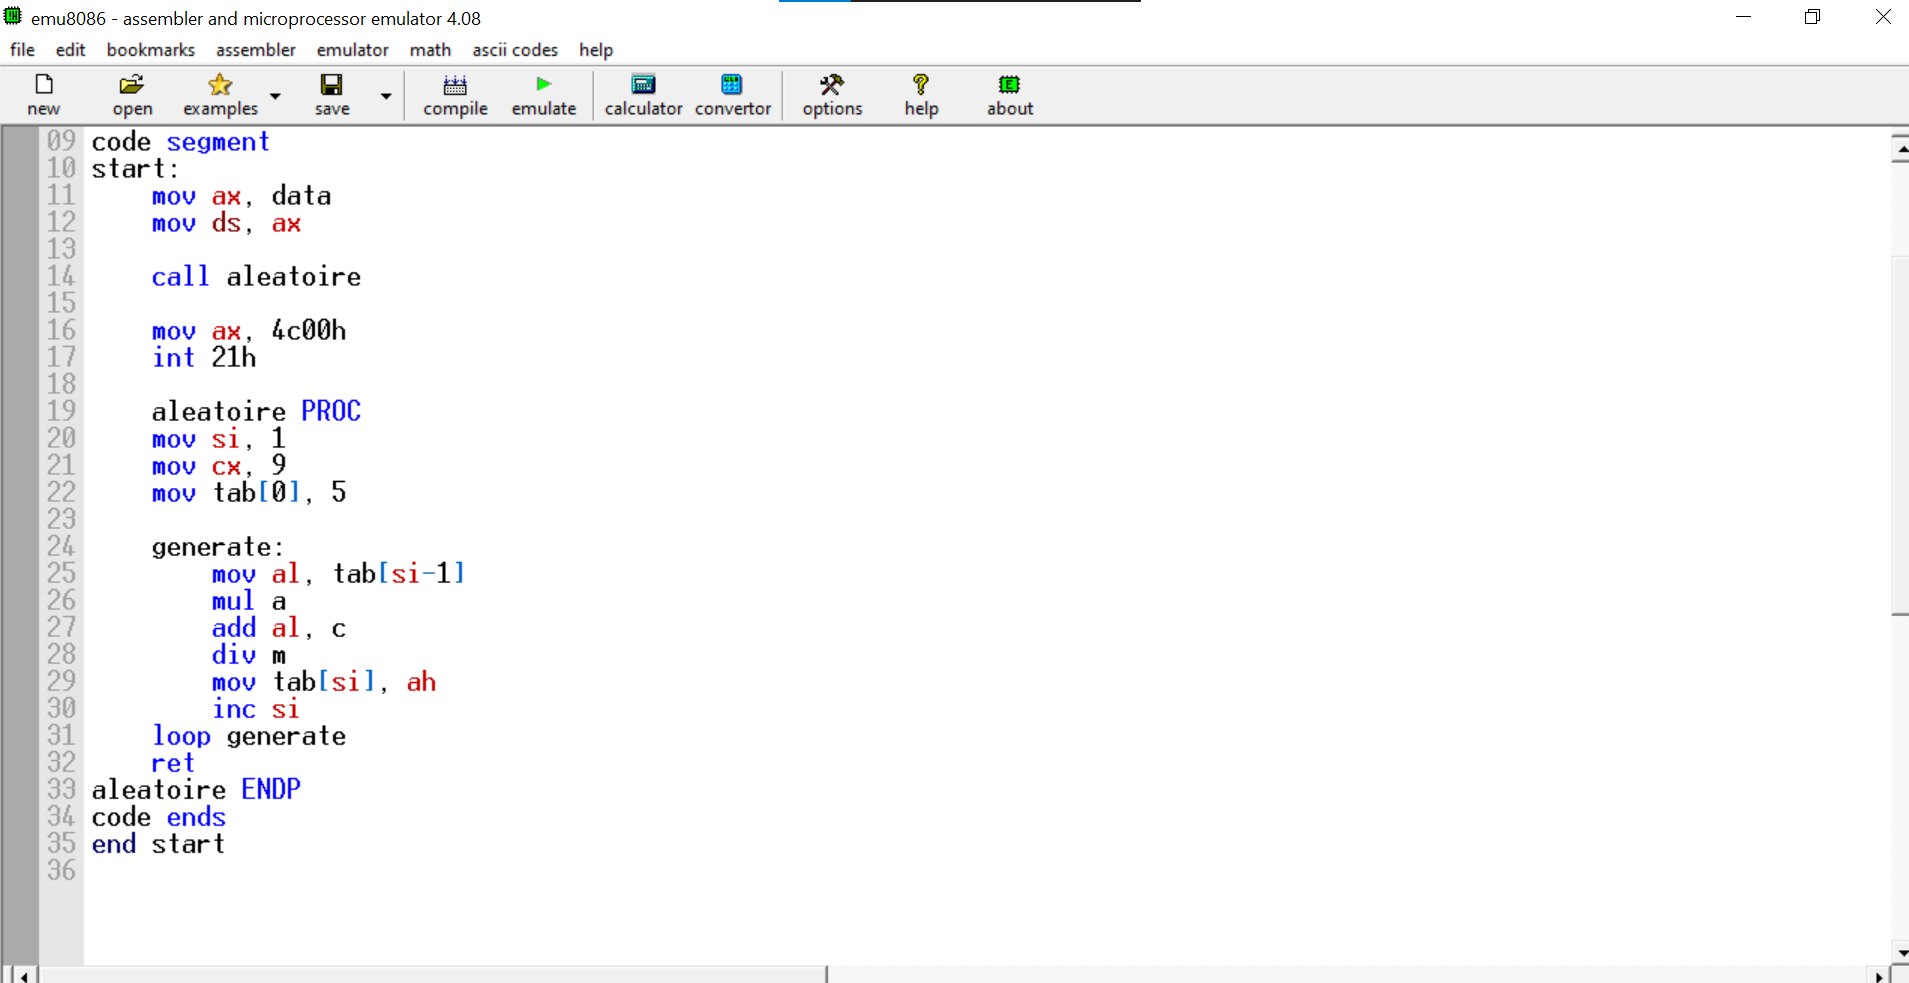 emu8086 - assembler and microprocessor emulator 4.08
file edit bookmarks assembler emulator math ascii codes help
new open examples save compile emulate calculator convertor options help about
09 code segment
10 start:
11 mov ax, data
12 mov ds, ax
13
14 call aleatoire
15
16 mov ax, 4c00h
17 int 21h
18
19 aleatoire PROC
20 mov si, 1
21 mov cx, 9
22 mov tab[0], 5
23
24 generate:
25 mov al, tab[si-1]
26 mul a
27 add al, c
28 div m
29 mov tab[si], ah
30 inc si
31 loop generate
32 ret
33 aleatoire ENDP
34 code ends
35 end start
36